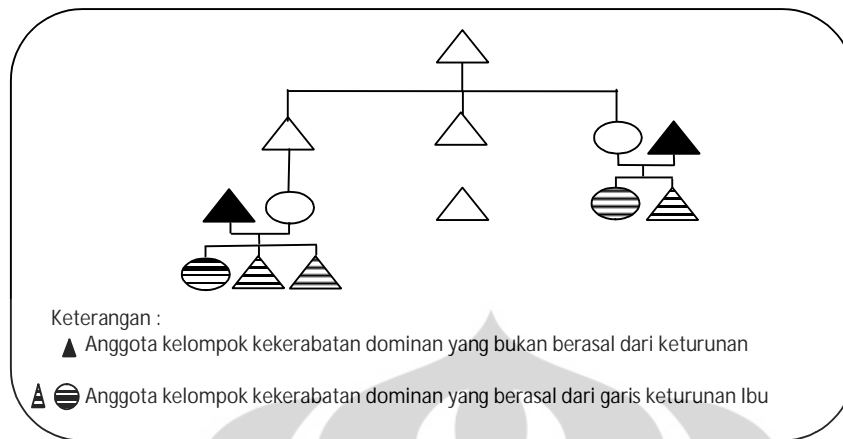 Keterangan :
Anggota kelompok kekerabatan dominan yang bukan berasal dari keturunan
Anggota kelompok kekerabatan dominan yang berasal dari garis keturunan Ibu